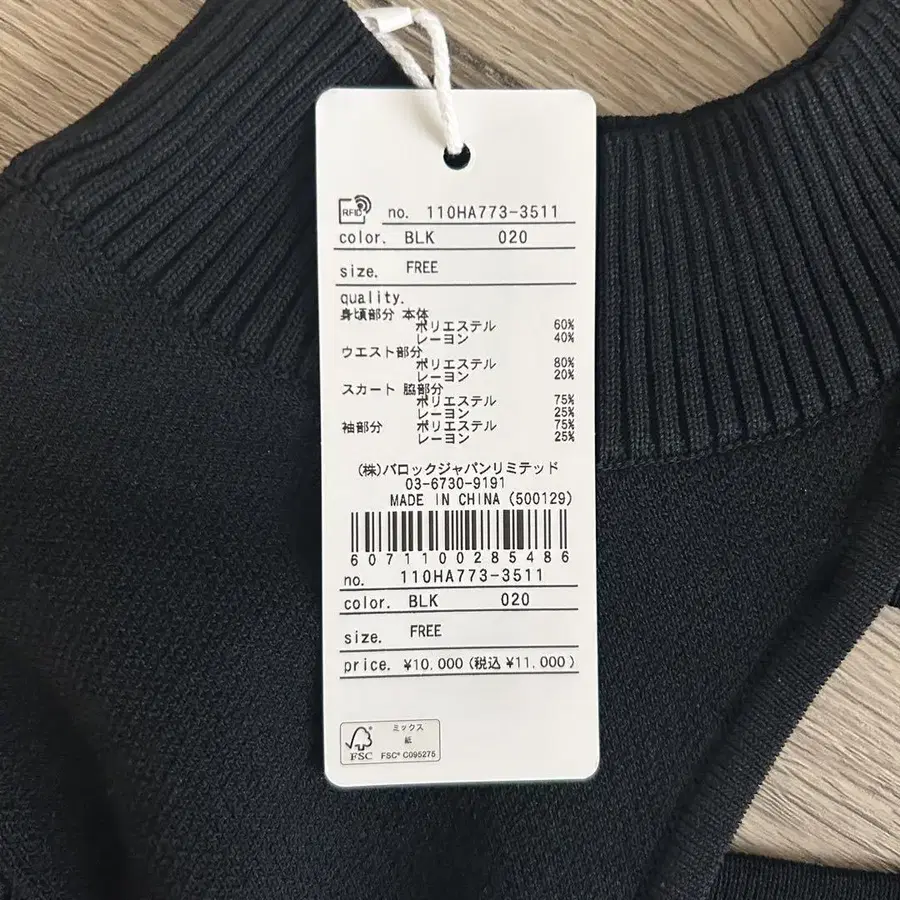 RFID no. 110HA773-3511
color. BLK 020
size. FREE
quality.
身頃部分 本体
ポリエステル 60%
レーヨン 40%
ウエスト部分
ポリエステル 80%
レーヨン 20%
スカート 脇部分
ポリエステル 75%
レーヨン 25%
袖部分 ポリエステル 75%
レーヨン 25%
(株)バロックジャパンリミテッド
03-6730-9191
MADE IN CHINA (500129)
6071100285486
no. 110HA773-3511
color. BLK 020
size. FREE
price. ¥10,000(税込 ¥11,000)
ミックス
紙
FSC FSC® C095275